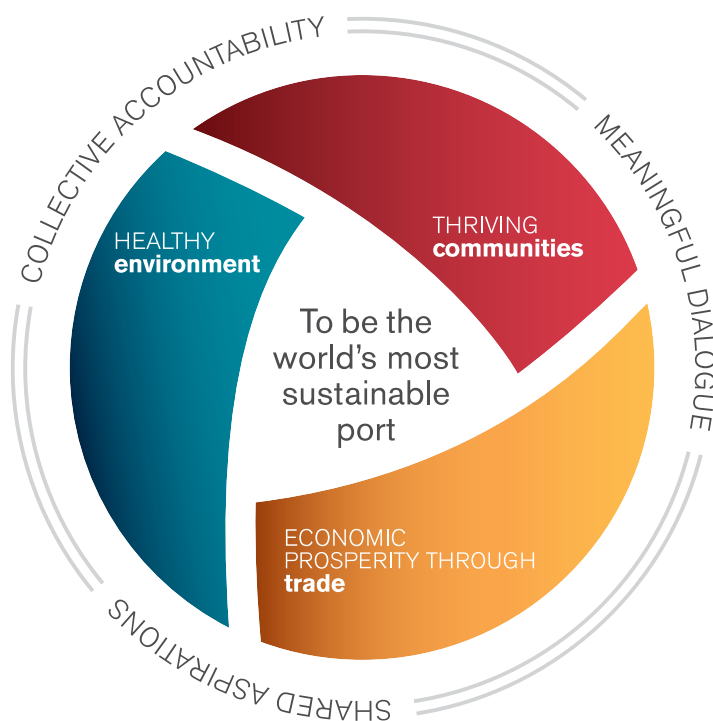 COLLECTIVE ACCOUNTABILITY
MEANINGFUL DIALOGUE
THRIVING
communities
HEALTHY
environment
To be the
world's most
sustainable
port
ECONOMIC
PROSPERITY THROUGH
trade
SHARED ASPIRATIONS